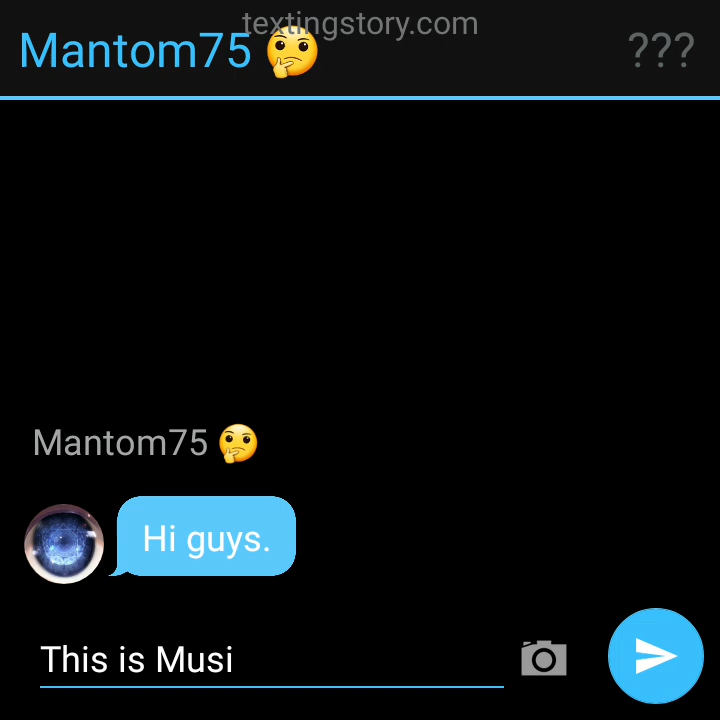 textingstory.com
Mantom75 🤔 ???
Mantom75 🤔
Hi guys.
This is Musi